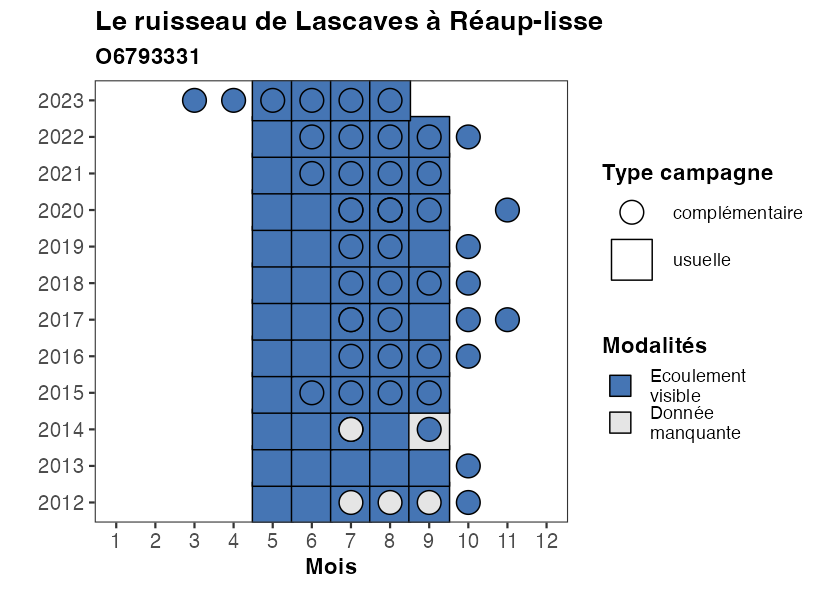 Le ruisseau de Lascaves à Réaup-lisse
O6793331
2023
2022
2021
2020
2019
2018
2017
2016
2015
2014
2013
2012
1 2 3 4 5 6 7 8 9 10 11 12
Mois
Type campagne
complémentaire
usuelle
Modalités
Ecoulement
visible
Donnée
manquante